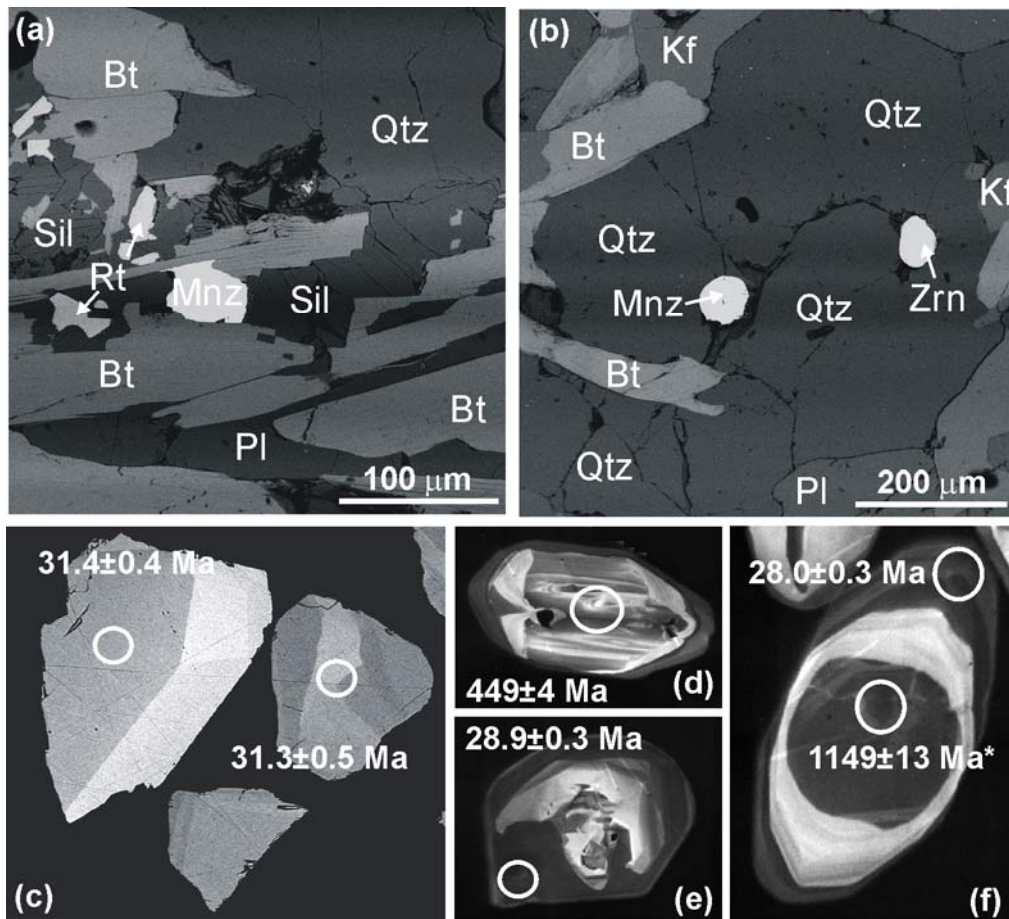 (a)
Bt
Qtz
Sil
Rt
Mnz
Sil
Bt
Bt
Pl
100 μm
(b)
Kf
Qtz
Bt
Kf
Qtz
Mnz
Qtz
Zrn
Bt
Qtz
Pl
200 μm
31.4±0.4 Ma
31.3±0.5 Ma
(c)
449±4 Ma
(d)
28.9±0.3 Ma
(e)
28.0±0.3 Ma
1149±13 Ma*
(f)